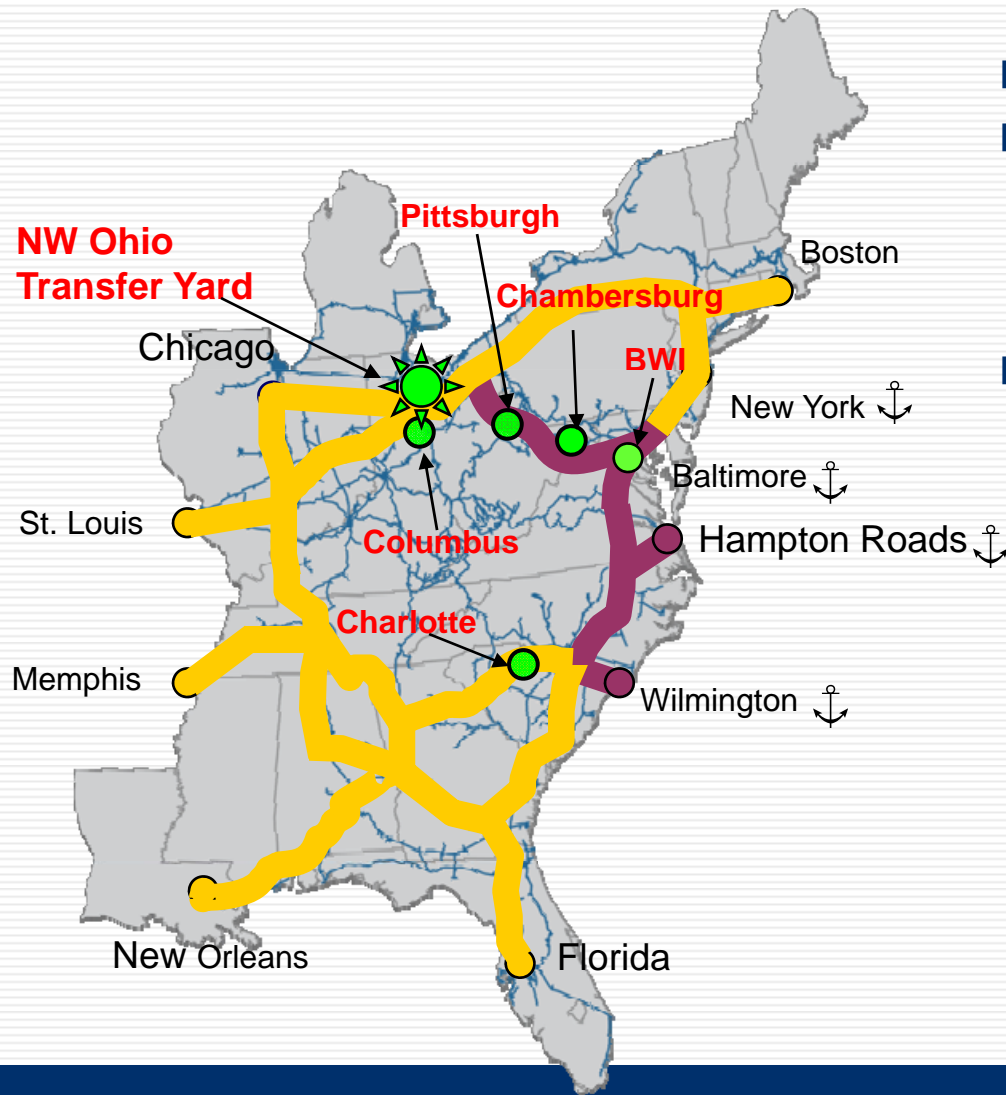 Pittsburgh
NW Ohio
Transfer Yard
Boston
Chambersburg
Chicago
BWI
New York
Baltimore
St. Louis
Columbus
Hampton Roads
Charlotte
Memphis
Wilmington
New Orleans
Florida